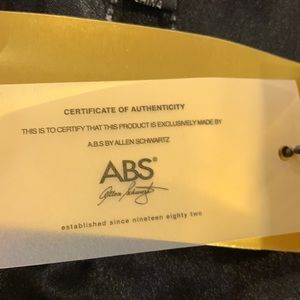 CERTIFICATE OF AUTHENTICITY
THIS IS TO CERTIFY THAT THIS PRODUCT IS EXCLUSIVELY MADE BY
A.B.S BY ALLEN SCHWARTZ
ABS®
Allen Schwartz
established since nineteen eighty two